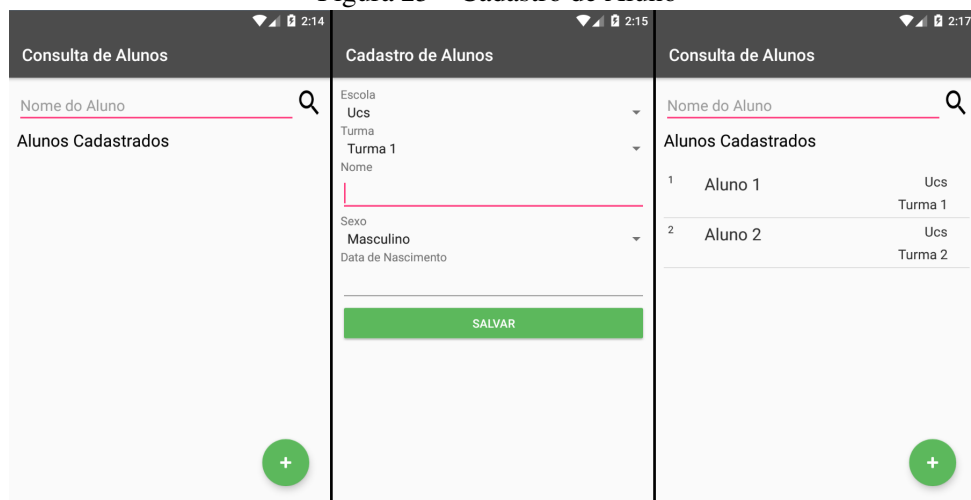 Figura 25 – Cadastro de Aluno
2:14
Consulta de Alunos
Nome do Aluno
Alunos Cadastrados
+
2:15
Cadastro de Alunos
Escola
Ucs
Turma
Turma 1
Nome
Sexo
Masculino
Data de Nascimento
SALVAR
2:17
Consulta de Alunos
Nome do Aluno
Alunos Cadastrados
1 Aluno 1 Ucs
Turma 1
2 Aluno 2 Ucs
Turma 2
+